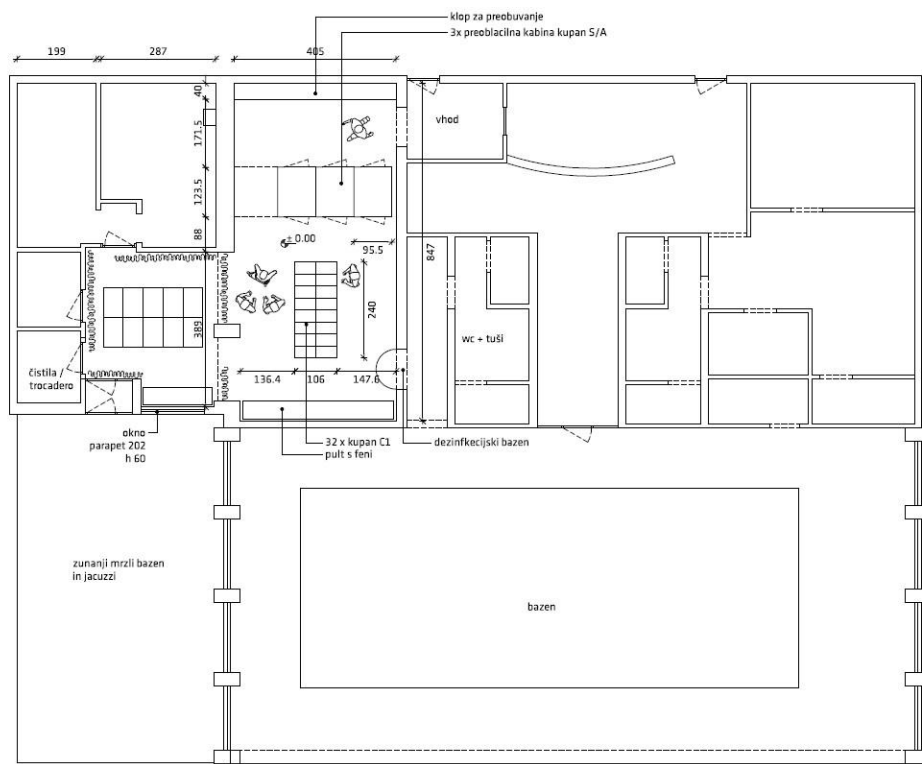 klop za preobuvanje
3x preoblacilna kabina kupan S/A
199
287
405
40
171.5
123.5
88
389
vhod
± 0.00
95.5
847
240
wc + tuši
čistila /
trocadero
136.4
106
147.6
okno
parapet 202
h 60
32 x kupan C1
pult s feni
dezinfkecijski bazen
zunanji mrzli bazen
in jacuzzi
bazen